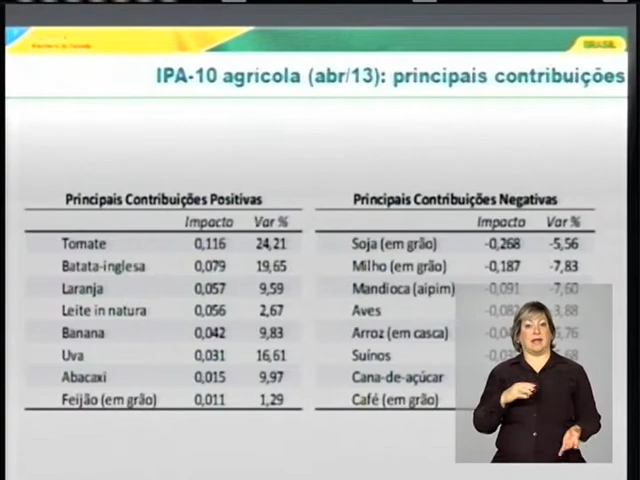 BRASIL
IPA-10 agrícola (abr/13): principais contribuições
Principais Contribuições Positivas
Impacto Var %
Tomate 0,116 24,21
Batata-inglesa 0,079 19,65
Laranja 0,057 9,59
Leite in natura 0,056 2,67
Banana 0,042 9,83
Uva 0,031 16,61
Abacaxi 0,015 9,97
Feijão (em grão) 0,011 1,29
Principais Contribuições Negativas
Impacto Var %
Soja (em grão) -0,268 -5,56
Milho (em grão) -0,187 -7,83
Mandioca (aipim) -0,091 -7,60
Aves 3,88
Arroz (em casca)
Suínos
Cana-de-açúcar
Café (em grão)